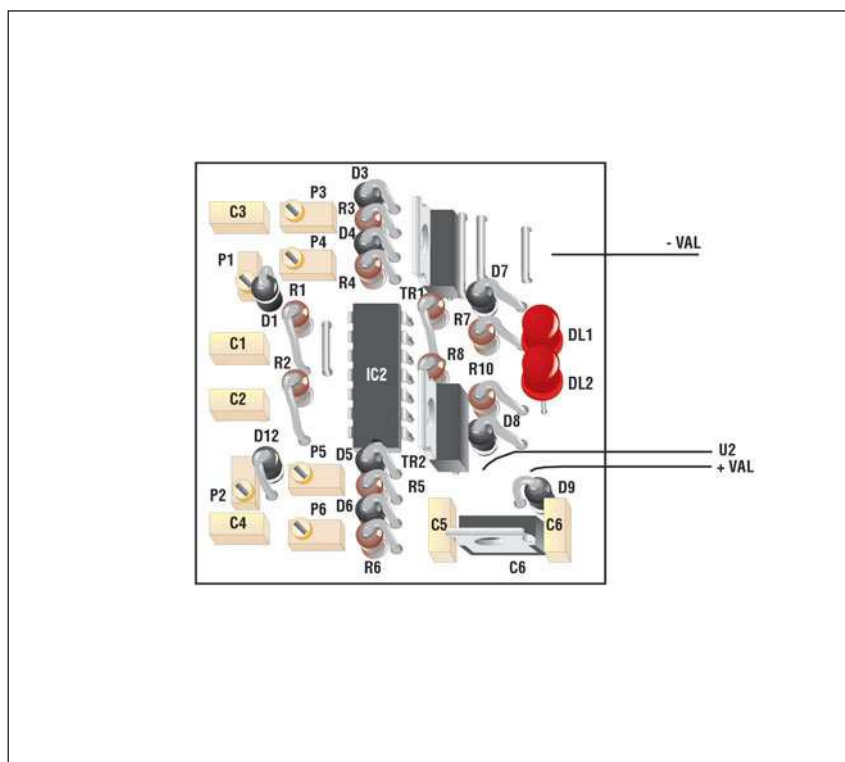 D3
P3
C3
R3
D4
- VAL
P4
P1
D7
R4
R1
TR1
R7
D1
DL1
C1
R2
R8
R10
IC2
DL2
C2
D8
D12
P5
D5
TR2
U2
+ VAL
R5
D9
P2
D6
P6
C4
C5
C6
R6
C6